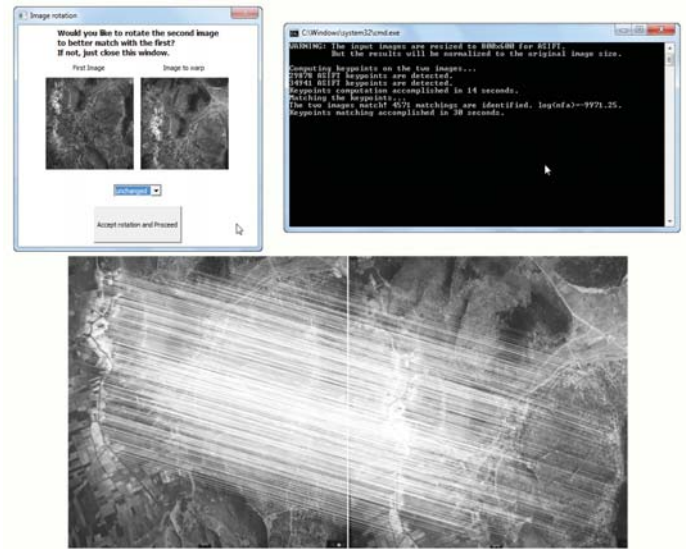 Image rotation
Would you like to rotate the second image
to better match with the first?
If not, just close this window.
First Image
Image to warp
unchanged
Accept rotation and Proceed
C:\Windows\system32\cmd.exe
WARNING: The input images are resized to 800x600 for ASIFT.
But the results will be normalized to the original image size.
Computing keypoints on the two images...
29878 ASIFT keypoints are detected.
34941 ASIFT keypoints are detected.
Keypoints computation accomplished in 14 seconds.
Matching the keypoints...
The two images match! 4571 matchings are identified. log(nfa)=-9971.25.
Keypoints matching accomplished in 30 seconds.